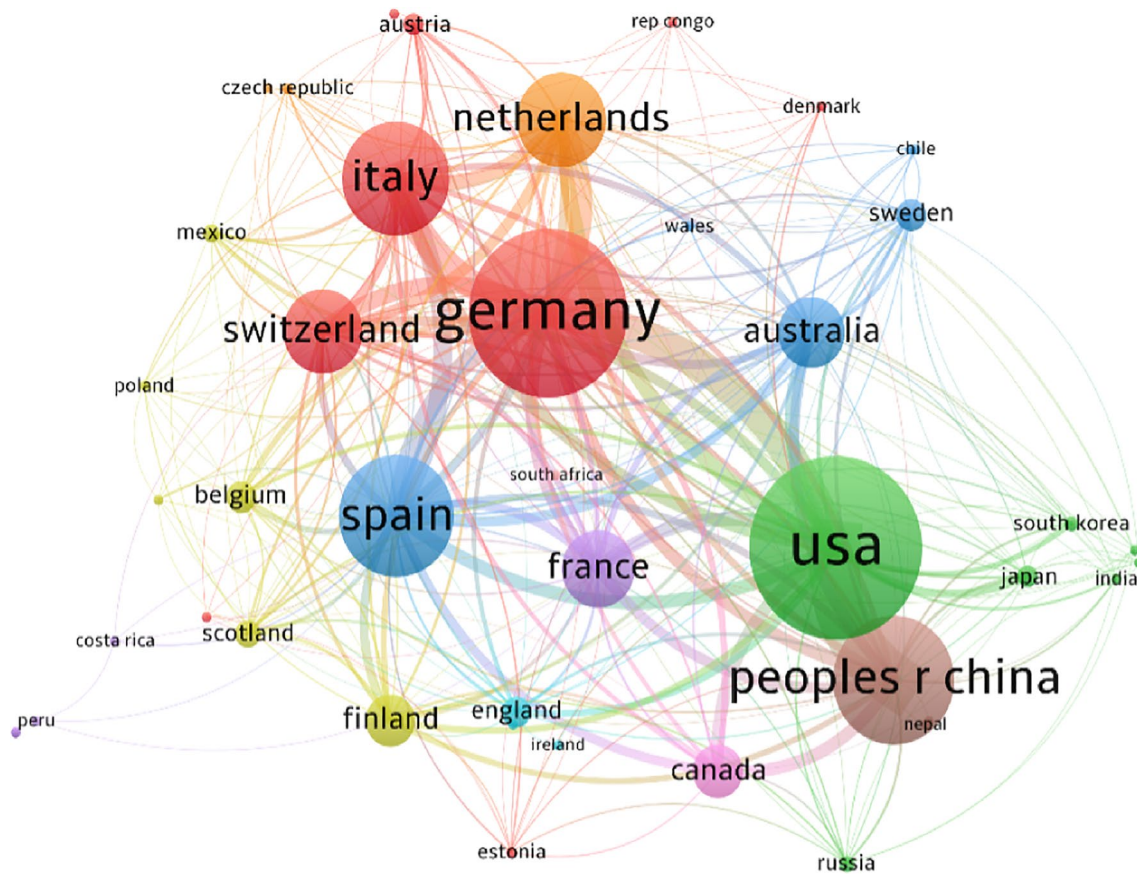 austria
rep congo
czech republic
netherlands
denmark
italy
chile
sweden
wales
mexico
germany
switzerland
australia
poland
south africa
belgium
spain
south korea
usa
france
japan
india
scotland
costa rica
peoples r china
england
finland
peru
nepal
ireland
canada
estonia
russia